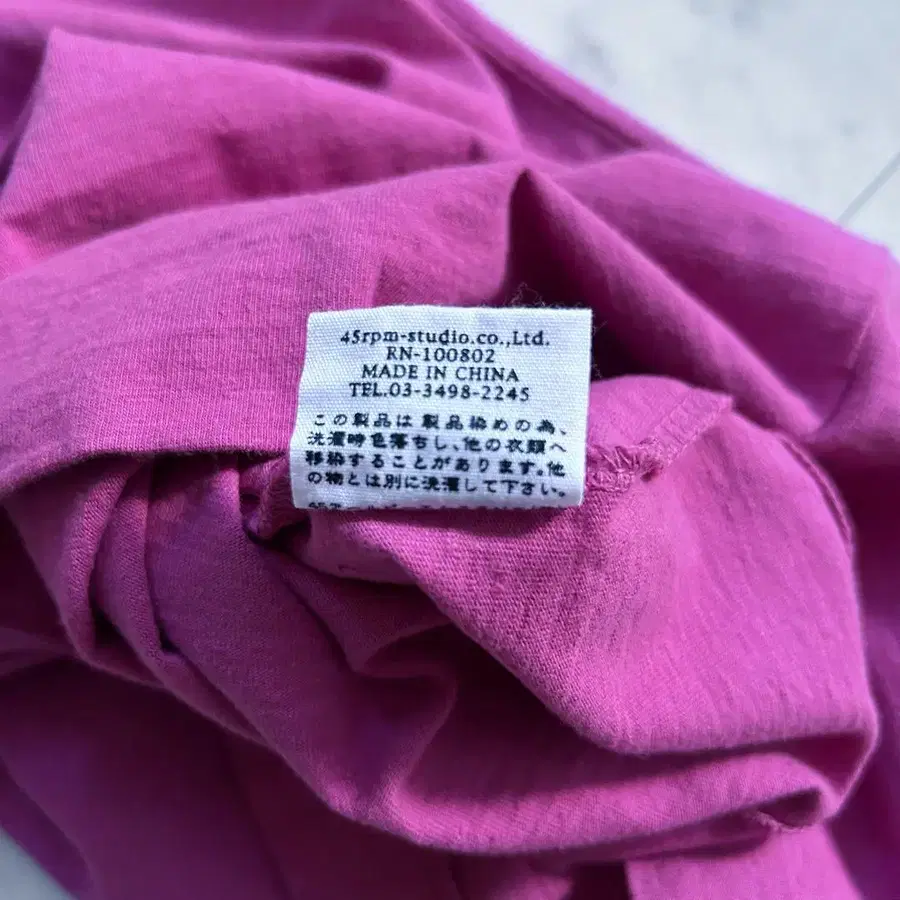 45rpm-studio.co.,Ltd.
RN-100802
MADE IN CHINA
TEL.03-3498-2245
この製品は製品染めの為、
洗濯時色落ちし、他の衣類へ
移染することがあります。他
の物とは別に洗濯して下さい。